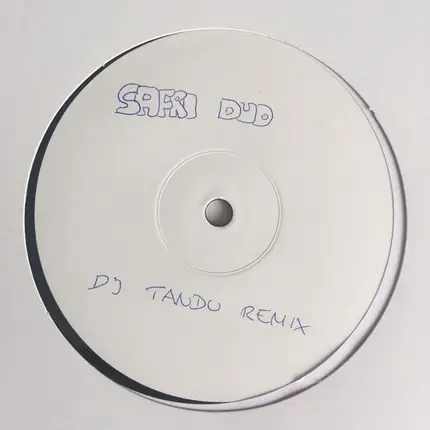 SAFRI DUO
DJ TANDU REMIX